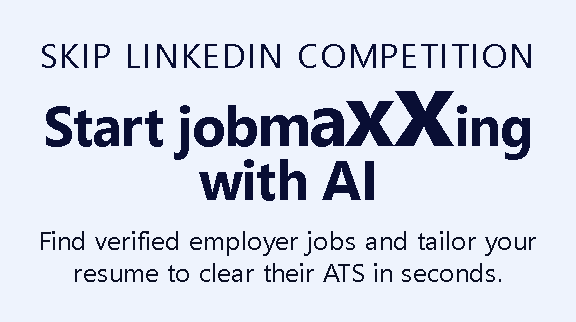 SKIP LINKEDIN COMPETITION
Start jobmaXXing
with AI
Find verified employer jobs and tailor your
resume to clear their ATS in seconds.